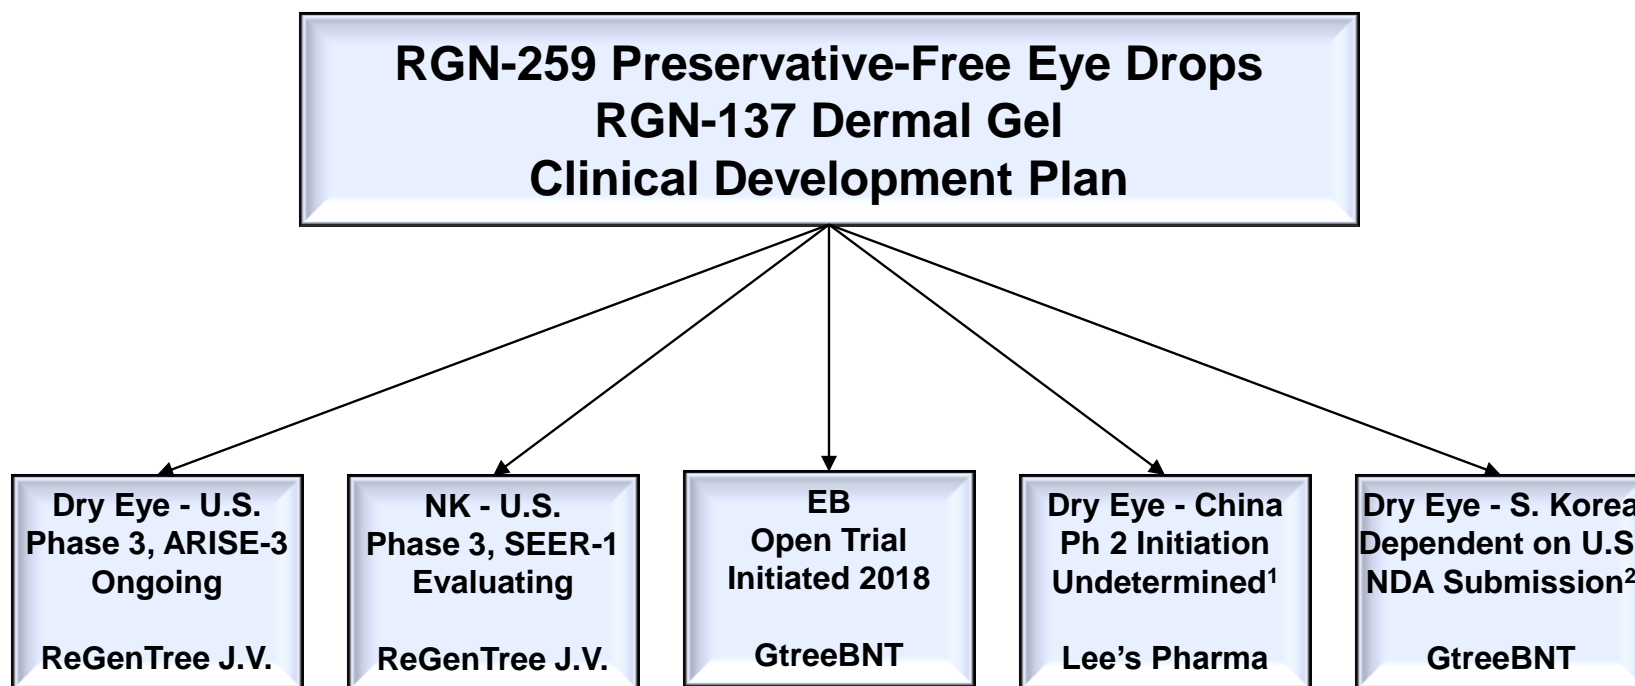 RGN-259 Preservative-Free Eye Drops
RGN-137 Dermal Gel
Clinical Development Plan
Dry Eye - U.S.
Phase 3, ARISE-3
Ongoing
ReGenTree J.V.
NK - U.S.
Phase 3, SEER-1
Evaluating
ReGenTree J.V.
EB
Open Trial
Initiated 2018
GtreeBNT
Dry Eye - China
Ph 2 Initiation
Undetermined¹
Lee's Pharma
Dry Eye - S. Korea
Dependent on U.S.
NDA Submission²
GtreeBNT